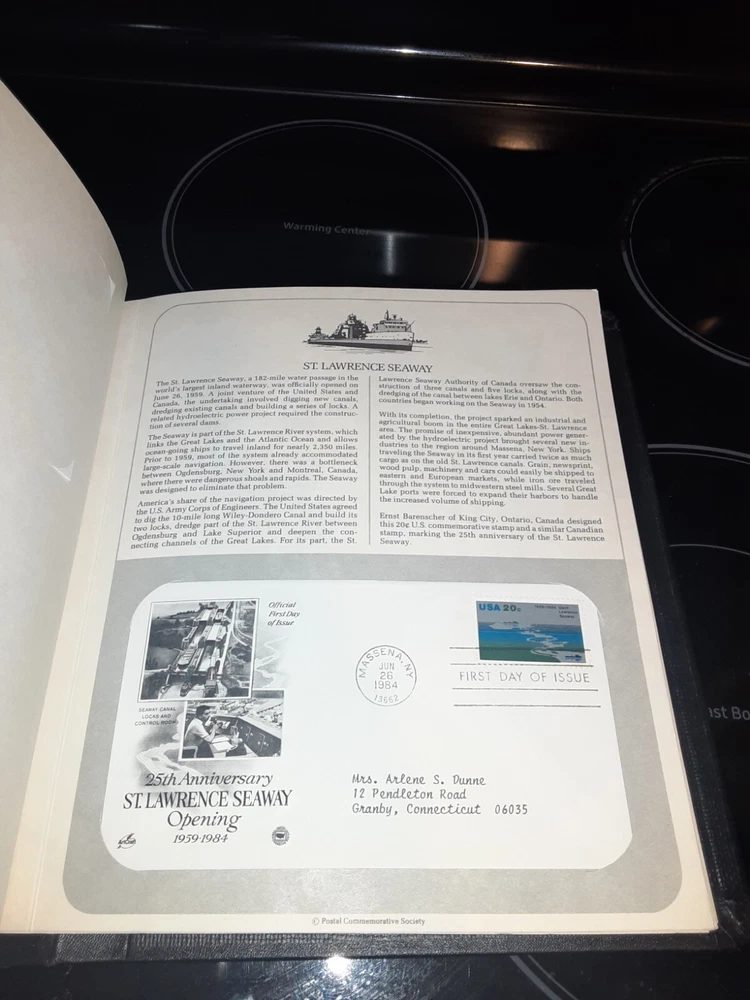 Warming Center
ST. LAWRENCE SEAWAY
The St. Lawrence Seaway, a 182-mile water passage in the
world's largest inland waterway, was officially opened on
June 26, 1959. A joint venture of the United States and
Canada, the undertaking involved digging new canals,
dredging existing canals and building a series of locks. A
related hydroelectric power project required the construc-
tion of several dams.
The Seaway is part of the St. Lawrence River system, which
links the Great Lakes and the Atlantic Ocean and allows
ocean-going ships to travel inland for nearly 2,350 miles.
Prior to 1959, most of the system already accommodated
large-scale navigation. However, there was a bottleneck
between Ogdensburg, New York and Montreal, Canada,
where there were dangerous shoals and rapids. The Seaway
was designed to eliminate that problem.
America's share of the navigation project was directed by
the U.S. Army Corps of Engineers. The United States agreed
to dig the 10-mile long Wiley-Dondero Canal and build its
two locks, dredge part of the St. Lawrence River between
Ogdensburg and Lake Superior and deepen the con-
necting channels of the Great Lakes. For its part, the St.
Lawrence Seaway Authority of Canada oversaw the con-
struction of three canals and five locks, along with the
dredging of the canal between lakes Erie and Ontario. Both
countries began working on the Seaway in 1954.
With its completion, the project sparked an industrial and
agricultural boom in the entire Great Lakes-St. Lawrence
area. The promise of inexpensive, abundant power gener-
ated by the hydroelectric project brought several new in-
dustries to the region around Massena, New York. Ships
traveling the Seaway in its first year carried twice as much
cargo as on the old St. Lawrence canals. Grain, newsprint,
wood pulp, machinery and cars could easily be shipped to
eastern and European markets, while iron ore traveled
through the system to midwestern steel mills. Several Great
Lake ports were forced to expand their harbors to handle
the increased volume of shipping.
Ernst Barenscher of King City, Ontario, Canada designed
this 20¢ U.S. commemorative stamp and a similar Canadian
stamp, marking the 25th anniversary of the St. Lawrence
Seaway.
Official
First Day
of Issue
USA 20c
MASSENA, NY
JUN
26
1984
13662
FIRST DAY OF ISSUE
SEAWAY CANAL
LOCKS AND
CONTROL ROOM
25th Anniversary
ST. LAWRENCE SEAWAY
Opening
1959-1984
Artcraft
Mrs. Arlene S. Dunne
12 Pendleton Road
Granby, Connecticut 06035
© Postal Commemorative Society